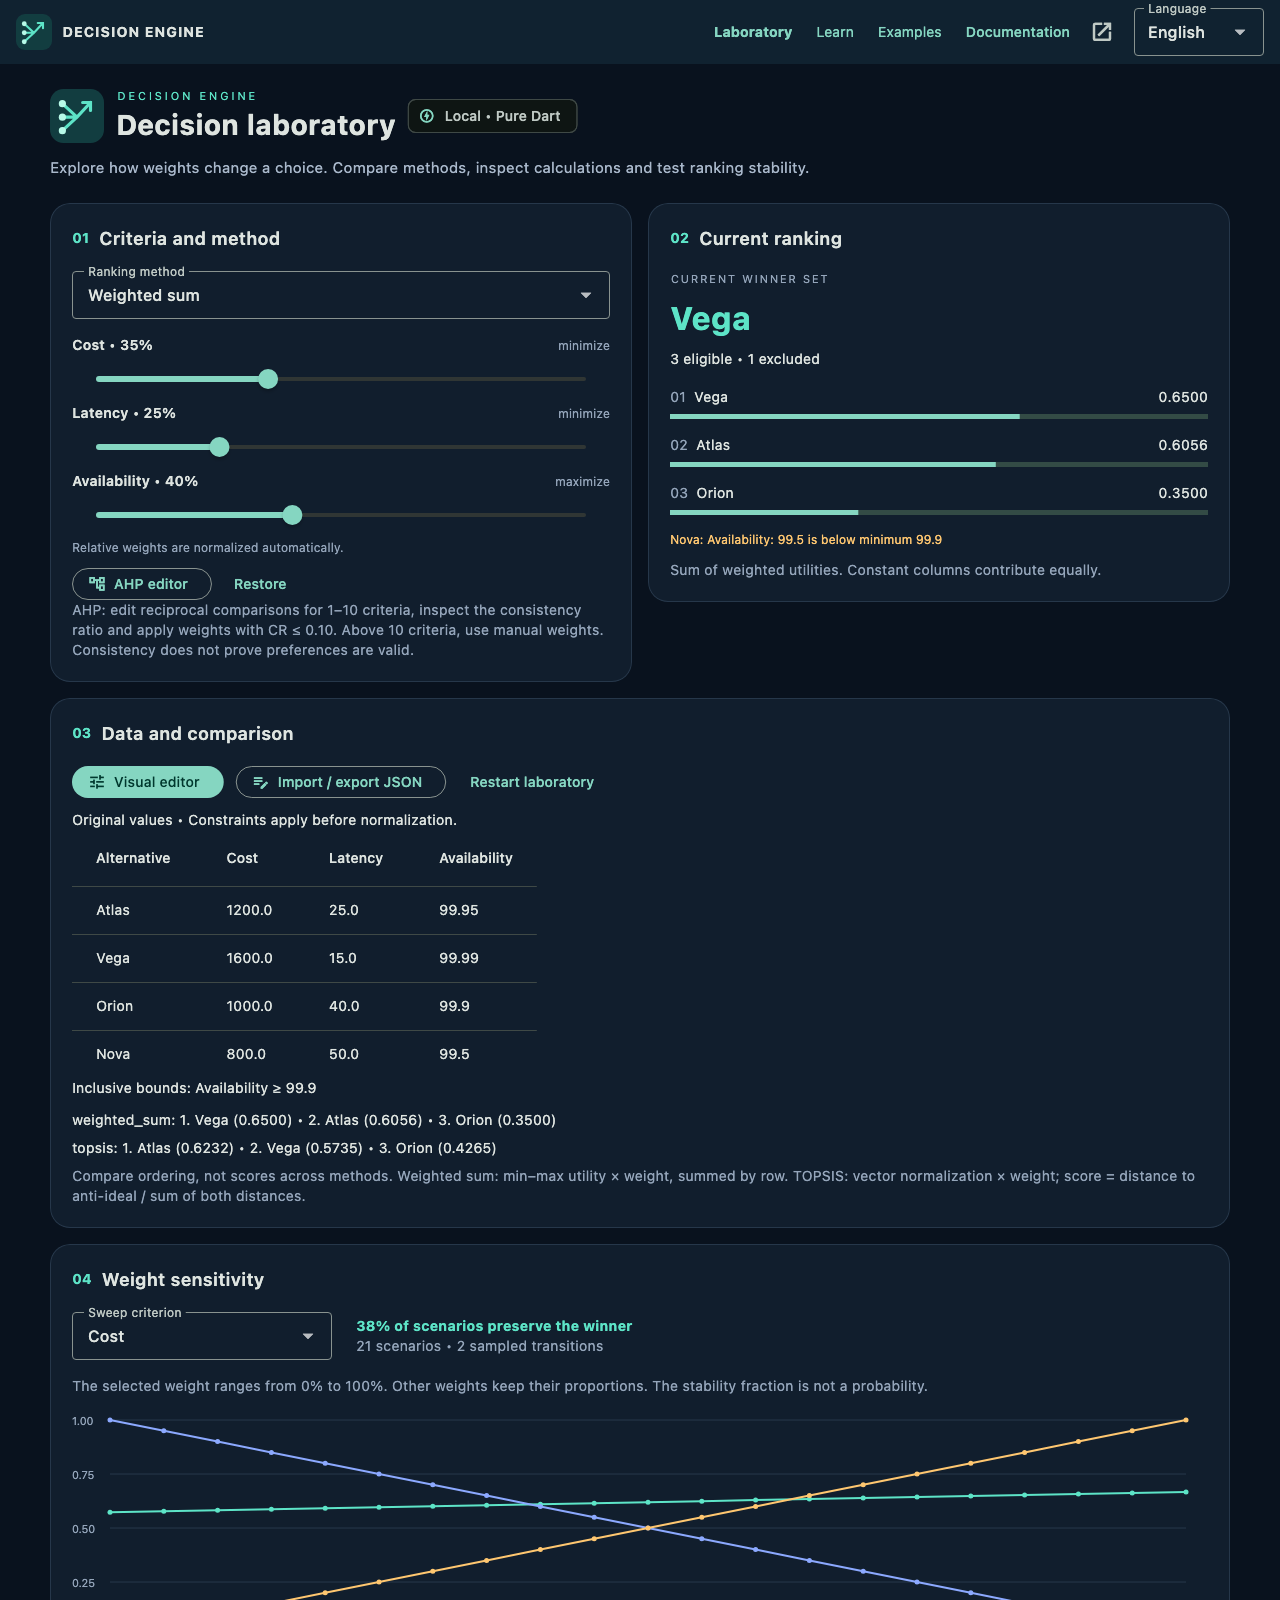 DECISION ENGINE
Laboratory
Learn
Examples
Documentation
Language
English
DECISION ENGINE
Decision laboratory
Local • Pure Dart
Explore how weights change a choice. Compare methods, inspect calculations and test ranking stability.
01 Criteria and method
Ranking method
Weighted sum
Cost • 35%
minimize
Latency • 25%
minimize
Availability • 40%
maximize
Relative weights are normalized automatically.
AHP editor
Restore
AHP: edit reciprocal comparisons for 1–10 criteria, inspect the consistency
ratio and apply weights with CR ≤ 0.10. Above 10 criteria, use manual weights.
Consistency does not prove preferences are valid.
02 Current ranking
CURRENT WINNER SET
Vega
3 eligible • 1 excluded
01 Vega 0.6500
02 Atlas 0.6056
03 Orion 0.3500
Nova: Availability: 99.5 is below minimum 99.9
Sum of weighted utilities. Constant columns contribute equally.
03 Data and comparison
Visual editor
Import / export JSON
Restart laboratory
Original values • Constraints apply before normalization.
Alternative Cost Latency Availability
Atlas 1200.0 25.0 99.95
Vega 1600.0 15.0 99.99
Orion 1000.0 40.0 99.9
Nova 800.0 50.0 99.5
Inclusive bounds: Availability ≥ 99.9
weighted_sum: 1. Vega (0.6500) • 2. Atlas (0.6056) • 3. Orion (0.3500)
topsis: 1. Atlas (0.6232) • 2. Vega (0.5735) • 3. Orion (0.4265)
Compare ordering, not scores across methods. Weighted sum: min–max utility × weight, summed by row. TOPSIS: vector normalization × weight; score = distance to
anti-ideal / sum of both distances.
04 Weight sensitivity
Sweep criterion
Cost
38% of scenarios preserve the winner
21 scenarios • 2 sampled transitions
The selected weight ranges from 0% to 100%. Other weights keep their proportions. The stability fraction is not a probability.
1.00
0.75
0.50
0.25